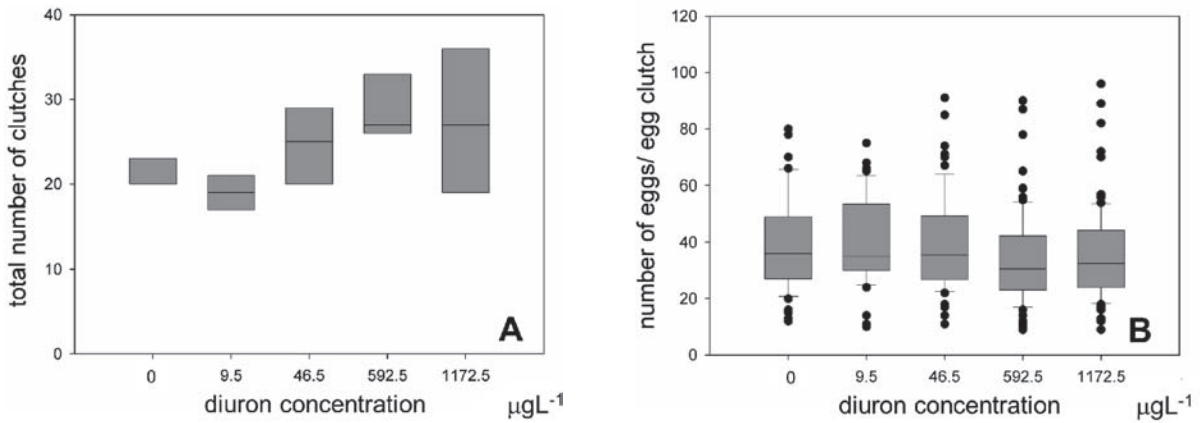 total number of clutches
40
30
20
10
0
A
0 9.5 46.5 592.5 1172.5
diuron concentration µgL⁻¹
number of eggs/ egg clutch
120
100
80
60
40
20
0
B
0 9.5 46.5 592.5 1172.5
diuron concentration µgL⁻¹